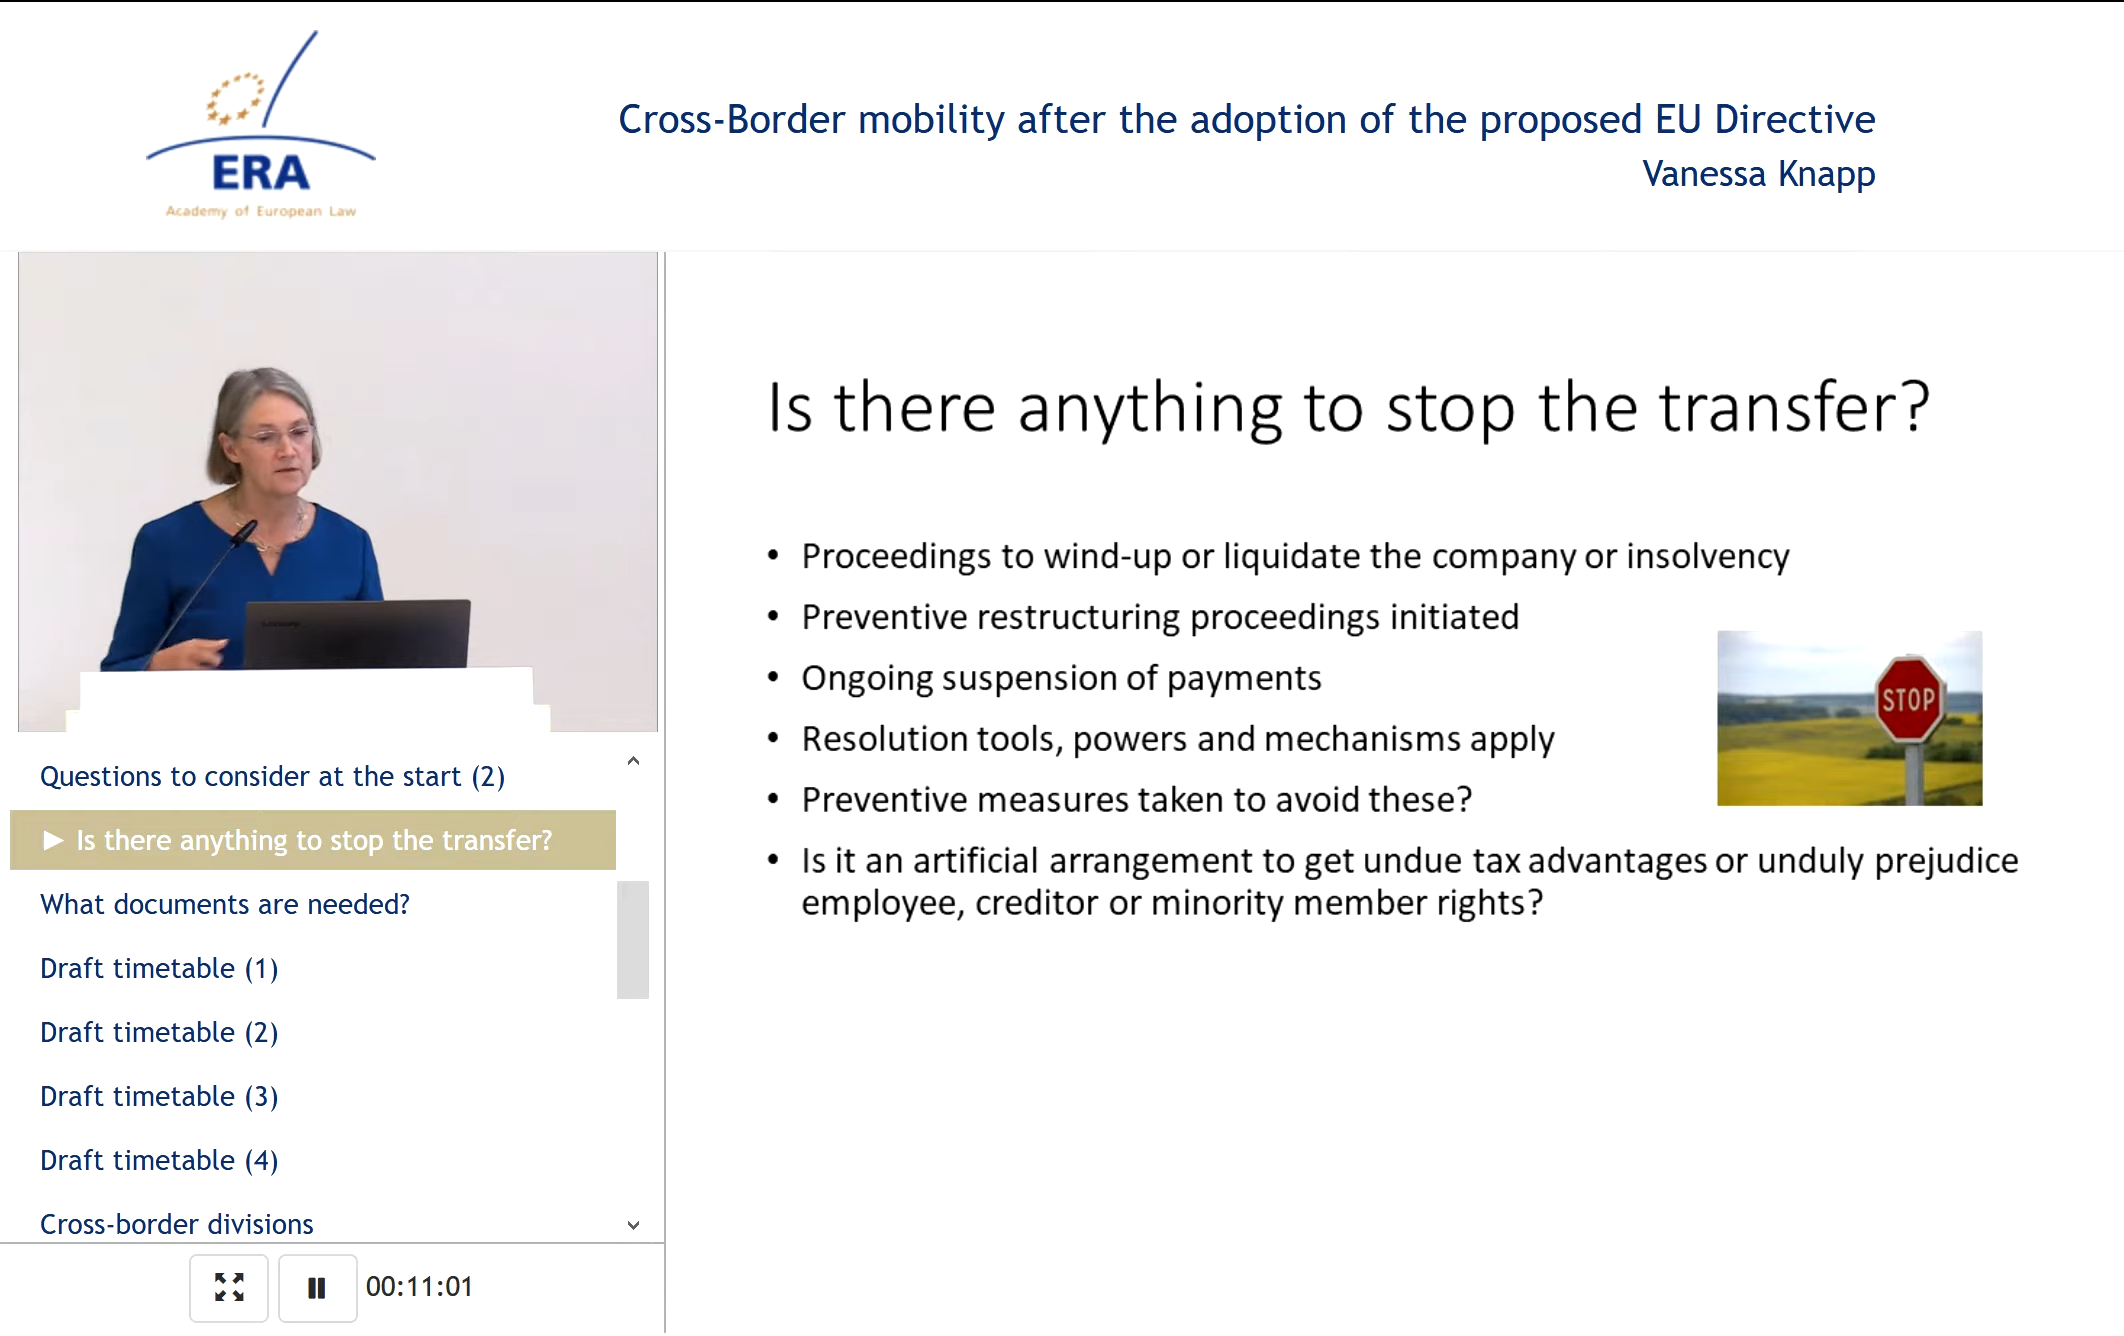 ERA
Academy of European Law
Cross-Border mobility after the adoption of the proposed EU Directive
Vanessa Knapp
Questions to consider at the start (2)
► Is there anything to stop the transfer?
What documents are needed?
Draft timetable (1)
Draft timetable (2)
Draft timetable (3)
Draft timetable (4)
Cross-border divisions
00:11:01
Is there anything to stop the transfer?
• Proceedings to wind-up or liquidate the company or insolvency
• Preventive restructuring proceedings initiated
• Ongoing suspension of payments
• Resolution tools, powers and mechanisms apply
• Preventive measures taken to avoid these?
• Is it an artificial arrangement to get undue tax advantages or unduly prejudice
employee, creditor or minority member rights?
STOP